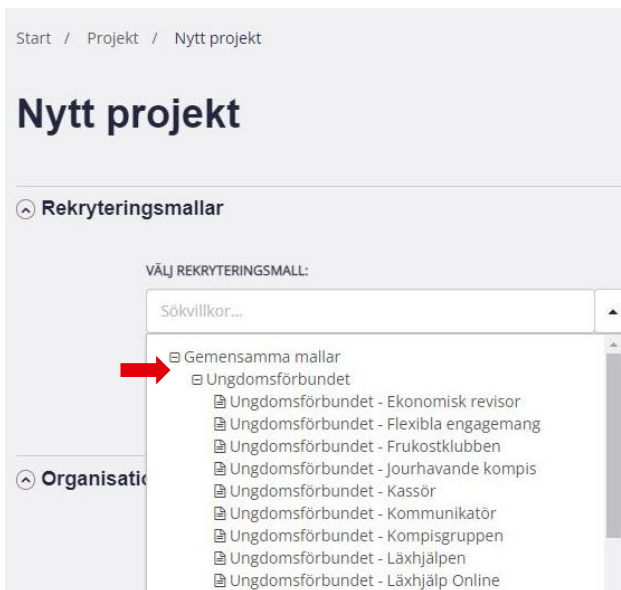 Start / Projekt / Nytt projekt
Nytt projekt
Rekryteringsmallar
VÄLJ REKRYTERINGSMALL:
Sökvillkor...
Gemensamma mallar
Ungdomsförbundet
Ungdomsförbundet - Ekonomisk revisor
Ungdomsförbundet - Flexibla engagemang
Ungdomsförbundet - Frukostklubben
Ungdomsförbundet - Jourhavande kompis
Organisatio
Ungdomsförbundet - Kassör
Ungdomsförbundet - Kommunikatör
Ungdomsförbundet - Kompisgruppen
Ungdomsförbundet - Läxhjälpen
Ungdomsförbundet - Läxhjälp Online